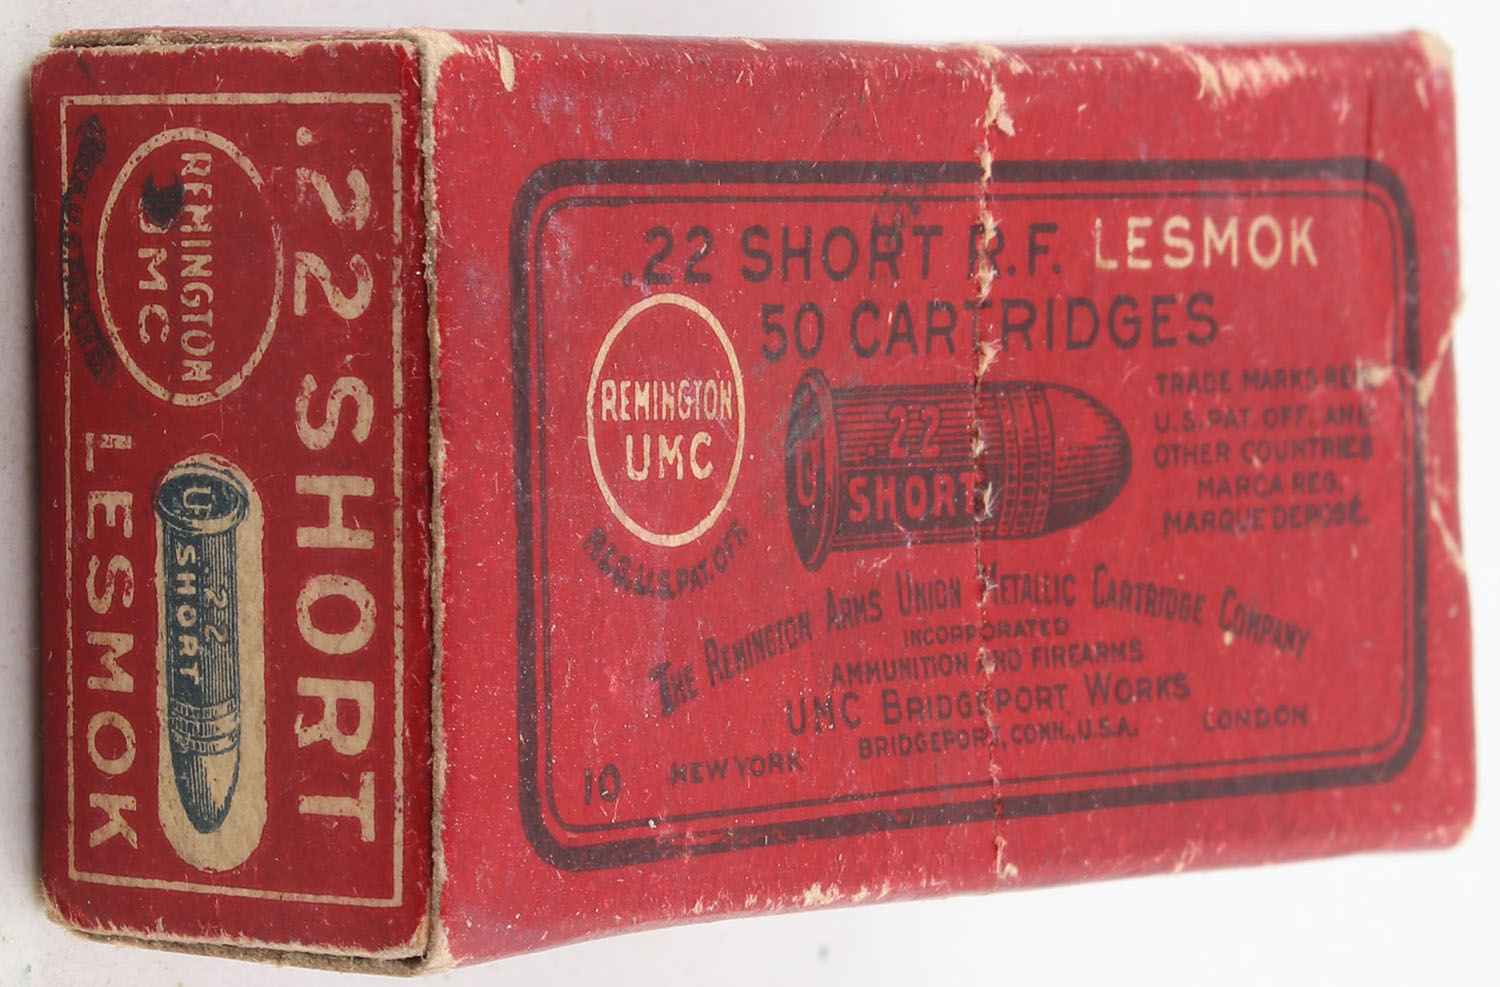 .22 SHORT
REMINGTON
UMC
LESMOK
U
.22
SHORT
.22 SHORT R.F. LESMOK
50 CARTRIDGES
REMINGTON
UMC
REG. U.S. PAT. OFF.
U
.22
SHORT
TRADE MARKS REG.
U.S. PAT. OFF. AND
OTHER COUNTRIES
MARCA REG.
MARQUE DEPOSÉ.
THE REMINGTON ARMS UNION METALLIC CARTRIDGE COMPANY
INCORPORATED
AMMUNITION AND FIREARMS
UMC BRIDGEPORT WORKS
BRIDGEPORT, CONN., U.S.A.
10 NEW YORK LONDON